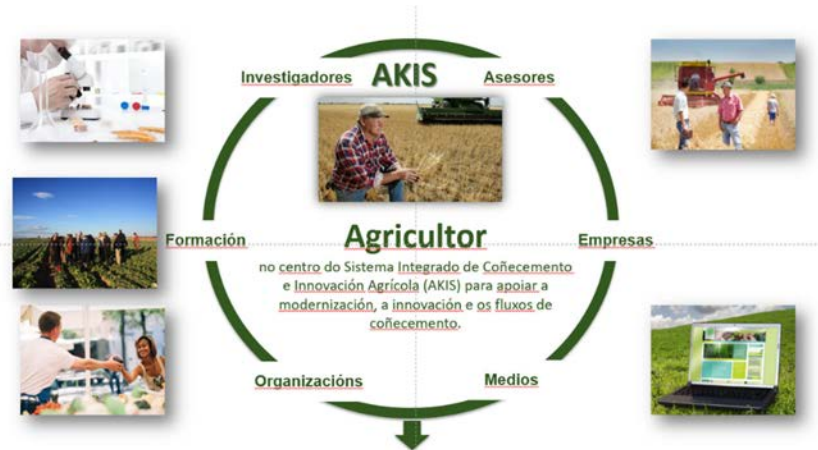 Investigadores AKIS Asesores
Formación
Agricultor
Empresas
no centro do Sistema Integrado de Coñecemento
e Innovación Agrícola (AKIS) para apoiar a
modernización, a innovación e os fluxos de
coñecemento.
Organizacións
Medios